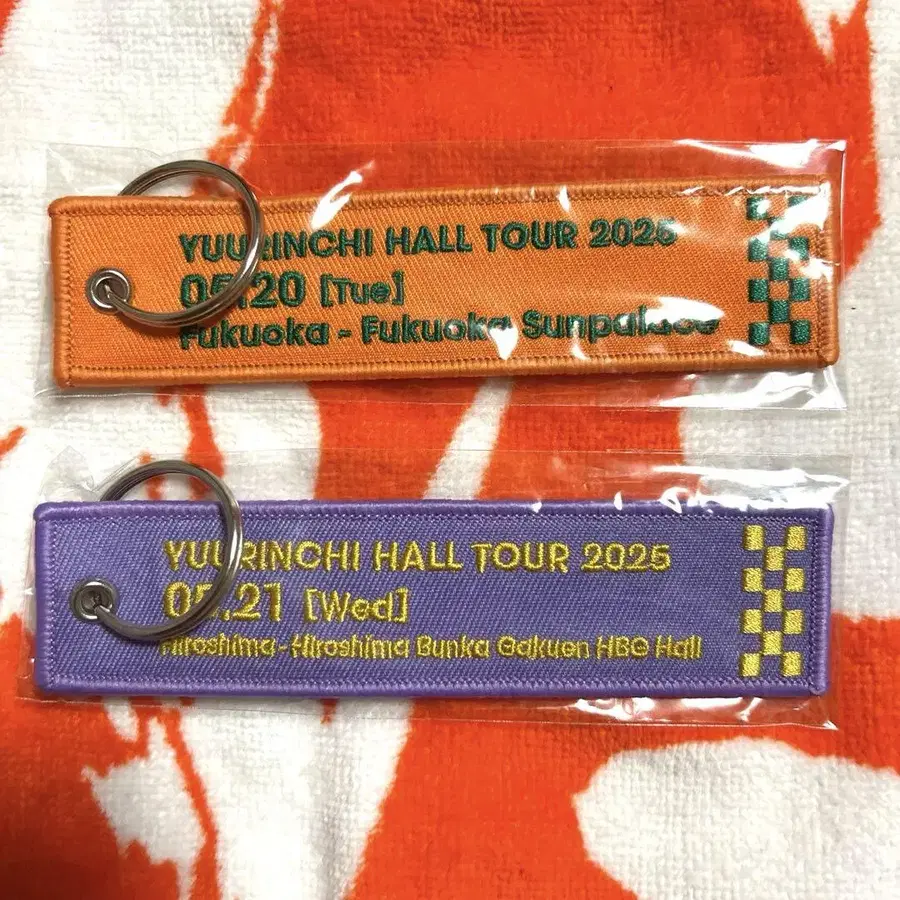 YUURINCHI HALL TOUR 2025
05.20 [Tue]
Fukuoka - Fukuoka Sunpalace
YUURINCHI HALL TOUR 2025
05.21 [Wed]
Hiroshima - Hiroshima Bunka Gakuen HBG Hall